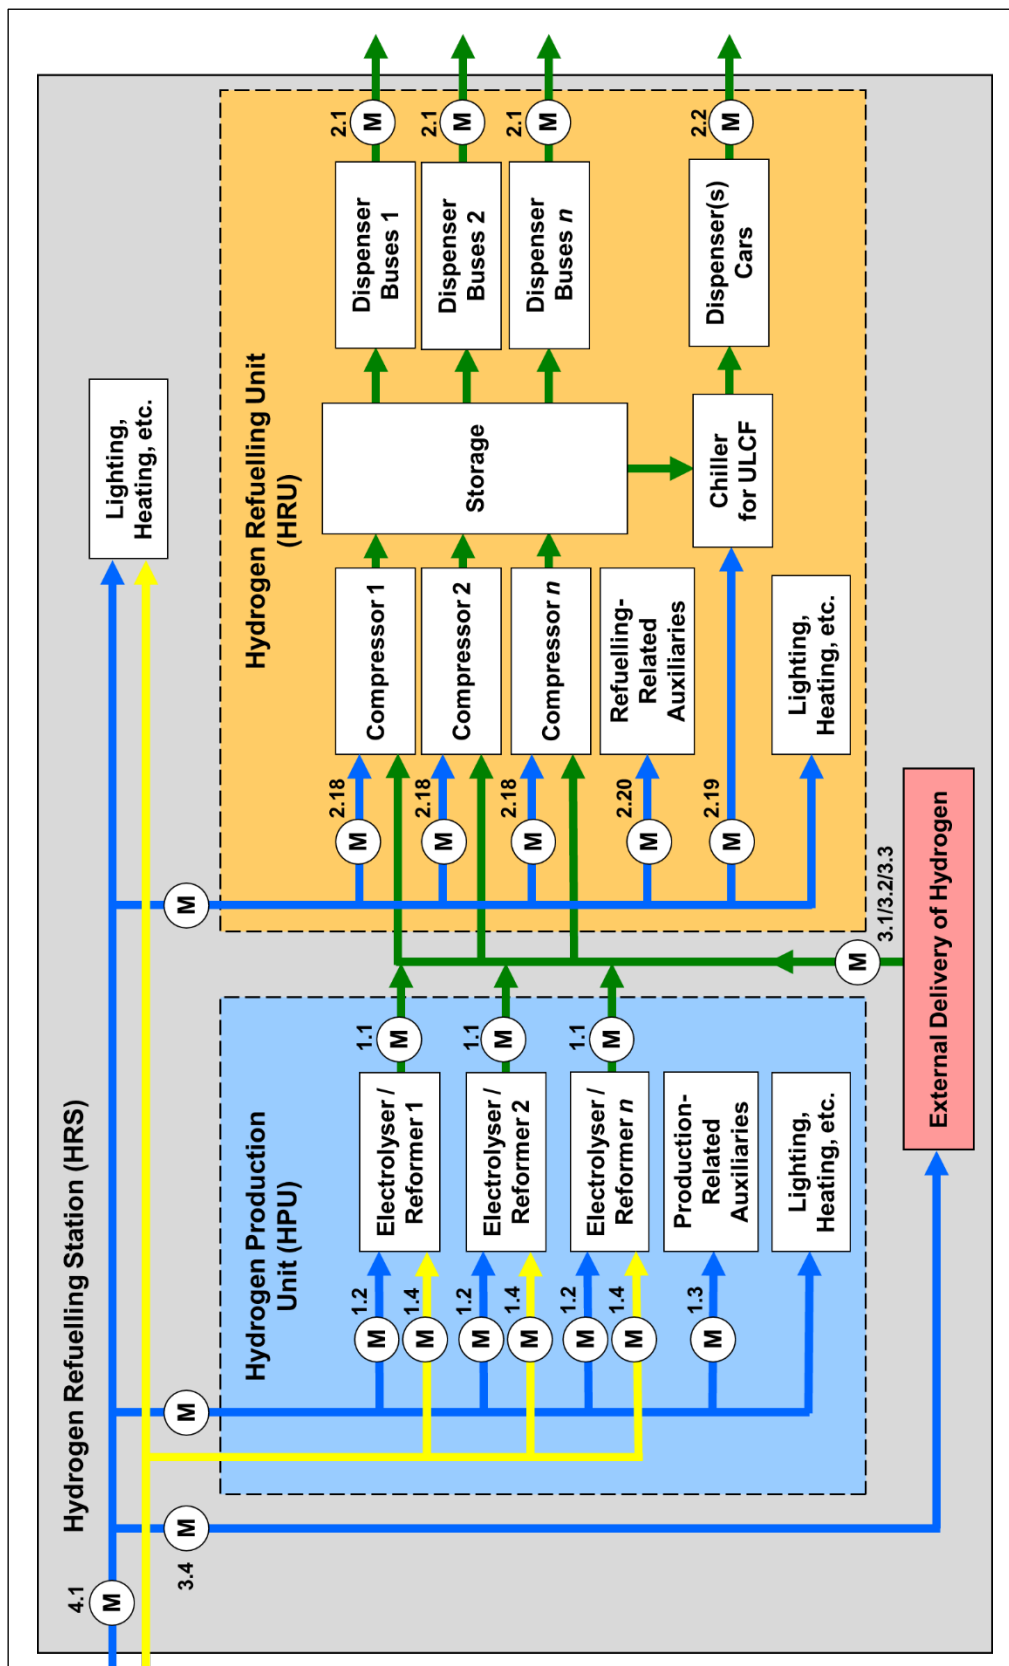 Hydrogen Refuelling Station (HRS)
4.1
M
3.4
M
M
M
Lighting,
Heating, etc.
Hydrogen Production
Unit (HPU)
1.2
M
1.4
M
Electrolyser /
Reformer 1
1.1
M
1.2
M
1.4
M
Electrolyser /
Reformer 2
1.1
M
1.2
M
1.4
M
Electrolyser /
Reformer n
1.1
M
1.3
M
Production-
Related
Auxiliaries
Lighting,
Heating, etc.
Hydrogen Refuelling Unit
(HRU)
2.18
M
Compressor 1
2.18
M
Compressor 2
2.18
M
Compressor n
2.20
M
Refuelling-
Related
Auxiliaries
2.19
M
Lighting,
Heating, etc.
Storage
Chiller
for ULCF
Dispenser
Buses 1
2.1
M
Dispenser
Buses 2
2.1
M
Dispenser
Buses n
2.1
M
Dispenser(s)
Cars
2.2
M
3.1/3.2/3.3
M
External Delivery of Hydrogen